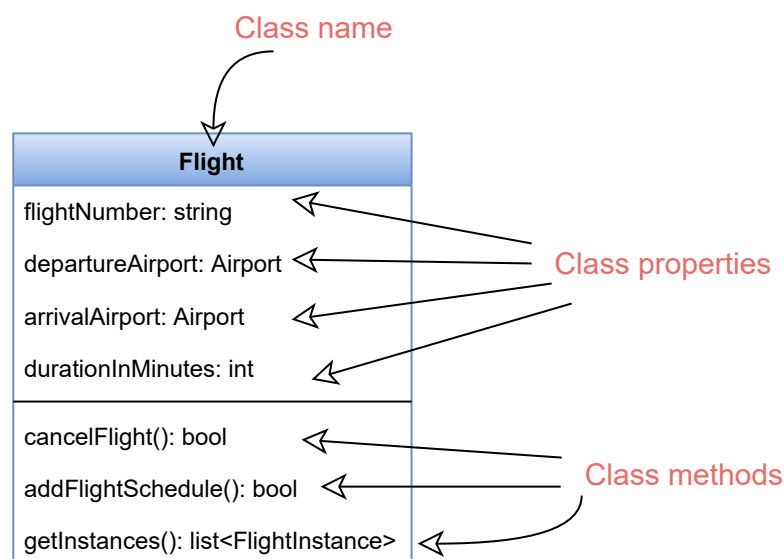 Class name
Flight
flightNumber: string
departureAirport: Airport
Class properties
arrivalAirport: Airport
durationInMinutes: int
cancelFlight(): bool
Class methods
addFlightSchedule(): bool
getInstances(): list<FlightInstance>